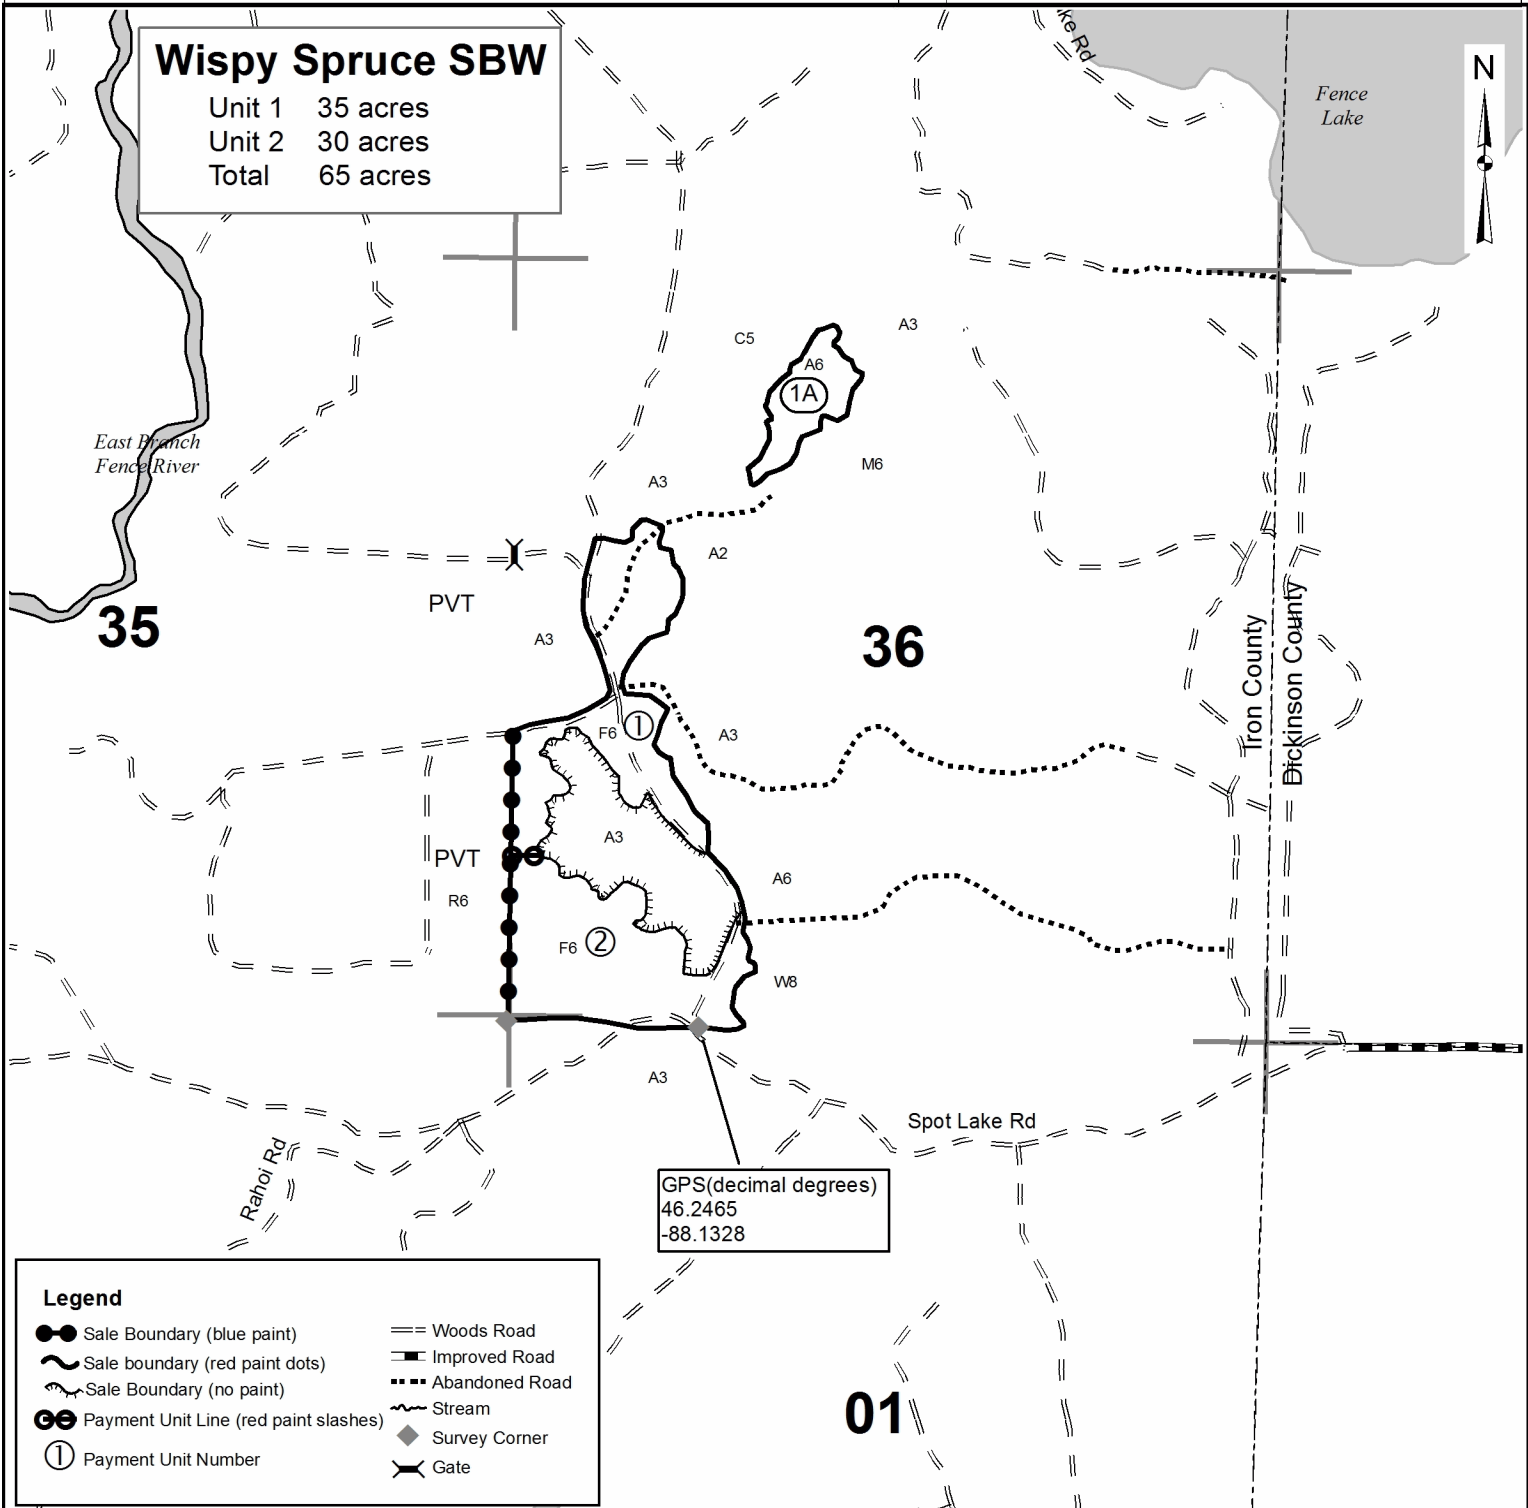 Wispy Spruce SBW
Unit 1 35 acres
Unit 2 30 acres
Total 65 acres
ke Rd
Fence
Lake
N
C5
A3
A6
1A
East Branch
Fence River
M6
A3
A2
PVT
35
A3
36
Iron County
Dickinson County
F6
1
A3
A3
PVT
A6
R6
F6
2
W8
A3
Spot Lake Rd
Rahoi Rd
GPS(decimal degrees)
46.2465
-88.1328
01
Legend
Sale Boundary (blue paint)
Sale boundary (red paint dots)
Sale Boundary (no paint)
Payment Unit Line (red paint slashes)
1 Payment Unit Number
Woods Road
Improved Road
Abandoned Road
Stream
Survey Corner
Gate